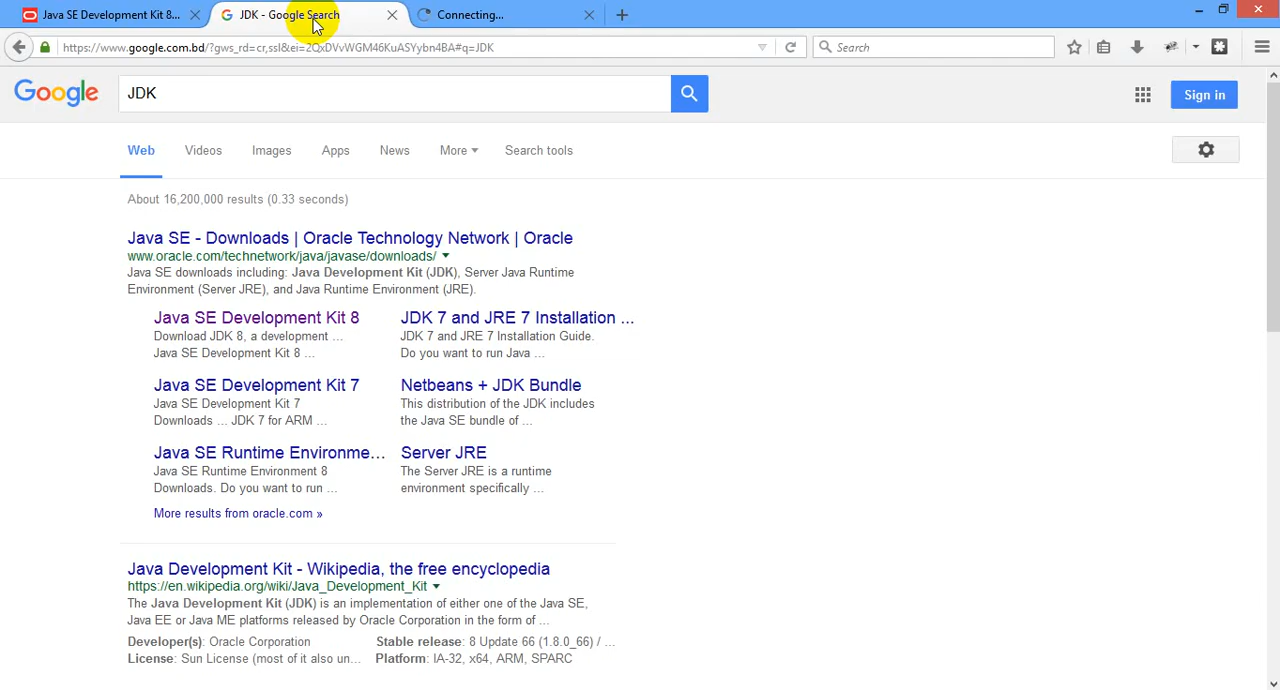 Java SE Development Kit 8...
JDK - Google Search
Connecting...
https://www.google.com.bd/?gws_rd=cr,ssl&ei=2QxDVvWGM46KuASYybn4BA#q=JDK
Search
Google
JDK
Sign in
Web Videos Images Apps News More Search tools
About 16,200,000 results (0.33 seconds)
Java SE - Downloads | Oracle Technology Network | Oracle
www.oracle.com/technetwork/java/javase/downloads/
Java SE downloads including: Java Development Kit (JDK), Server Java Runtime
Environment (Server JRE), and Java Runtime Environment (JRE).
Java SE Development Kit 8
Download JDK 8, a development ...
Java SE Development Kit 8 ...
JDK 7 and JRE 7 Installation ...
JDK 7 and JRE 7 Installation Guide.
Do you want to run Java ...
Java SE Development Kit 7
Java SE Development Kit 7
Downloads ... JDK 7 for ARM ...
Netbeans + JDK Bundle
This distribution of the JDK includes
the Java SE bundle of ...
Java SE Runtime Environme...
Java SE Runtime Environment 8
Downloads. Do you want to run ...
Server JRE
The Server JRE is a runtime
environment specifically ...
More results from oracle.com »
Java Development Kit - Wikipedia, the free encyclopedia
https://en.wikipedia.org/wiki/Java_Development_Kit
The Java Development Kit (JDK) is an implementation of either one of the Java SE,
Java EE or Java ME platforms released by Oracle Corporation in the form of ...
Developer(s): Oracle Corporation Stable release: 8 Update 66 (1.8.0_66) / ...
License: Sun License (most of it also un... Platform: IA-32, x64, ARM, SPARC